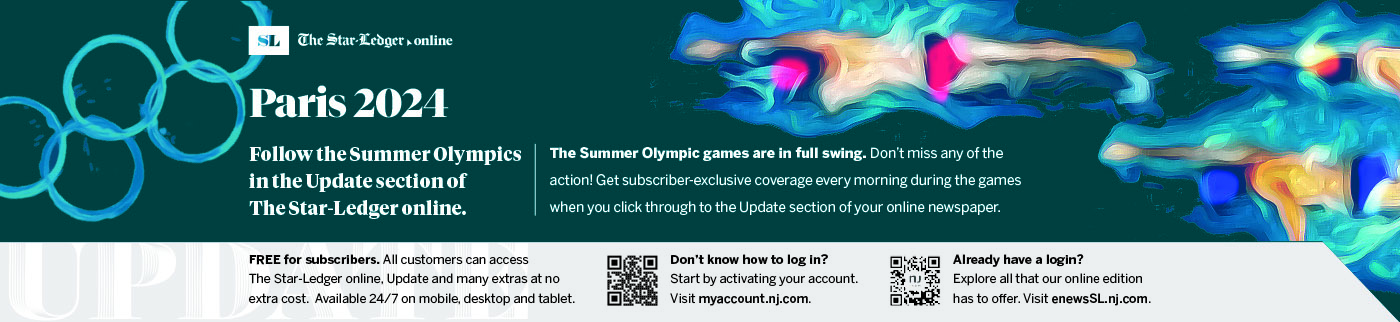 SL The Star-Ledger online
Paris 2024
Follow the Summer Olympics
in the Update section of
The Star-Ledger online.
The Summer Olympic games are in full swing. Don't miss any of the
action! Get subscriber-exclusive coverage every morning during the games
when you click through to the Update section of your online newspaper.
UPDATE
FREE for subscribers. All customers can access
The Star-Ledger online, Update and many extras at no
extra cost. Available 24/7 on mobile, desktop and tablet.
Don't know how to log in?
Start by activating your account.
Visit myaccount.nj.com.
NJ
Already have a login?
Explore all that our online edition
has to offer. Visit enewsSL.nj.com.